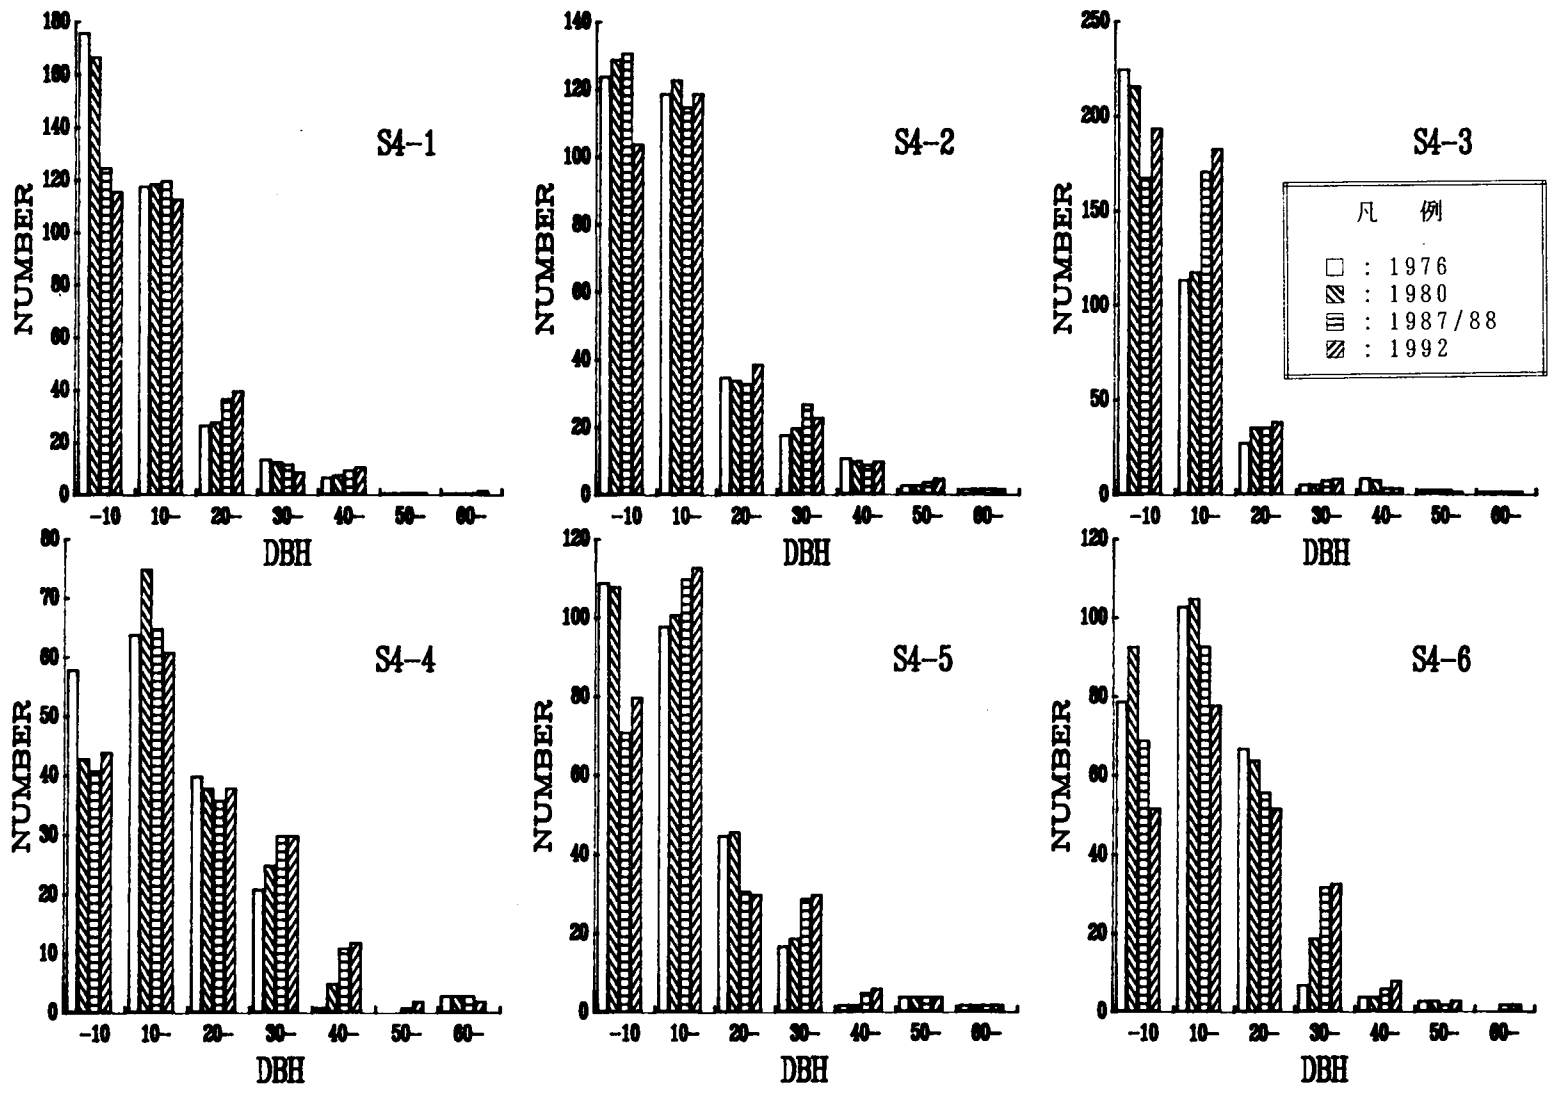 180
160
140
120
100
80
60
40
20
0
NUMBER
S4-1
-10 10- 20- 30- 40- 50- 60-
DBH
140
120
100
80
60
40
20
0
NUMBER
S4-2
-10 10- 20- 30- 40- 50- 60-
DBH
250
200
150
100
50
0
NUMBER
S4-3
凡 例
: 1976
: 1980
: 1987/88
: 1992
-10 10- 20- 30- 40- 50- 60-
DBH
80
70
60
50
40
30
20
10
0
NUMBER
S4-4
-10 10- 20- 30- 40- 50- 60-
DBH
120
100
80
60
40
20
0
NUMBER
S4-5
-10 10- 20- 30- 40- 50- 60-
DBH
120
100
80
60
40
20
0
NUMBER
S4-6
-10 10- 20- 30- 40- 50- 60-
DBH